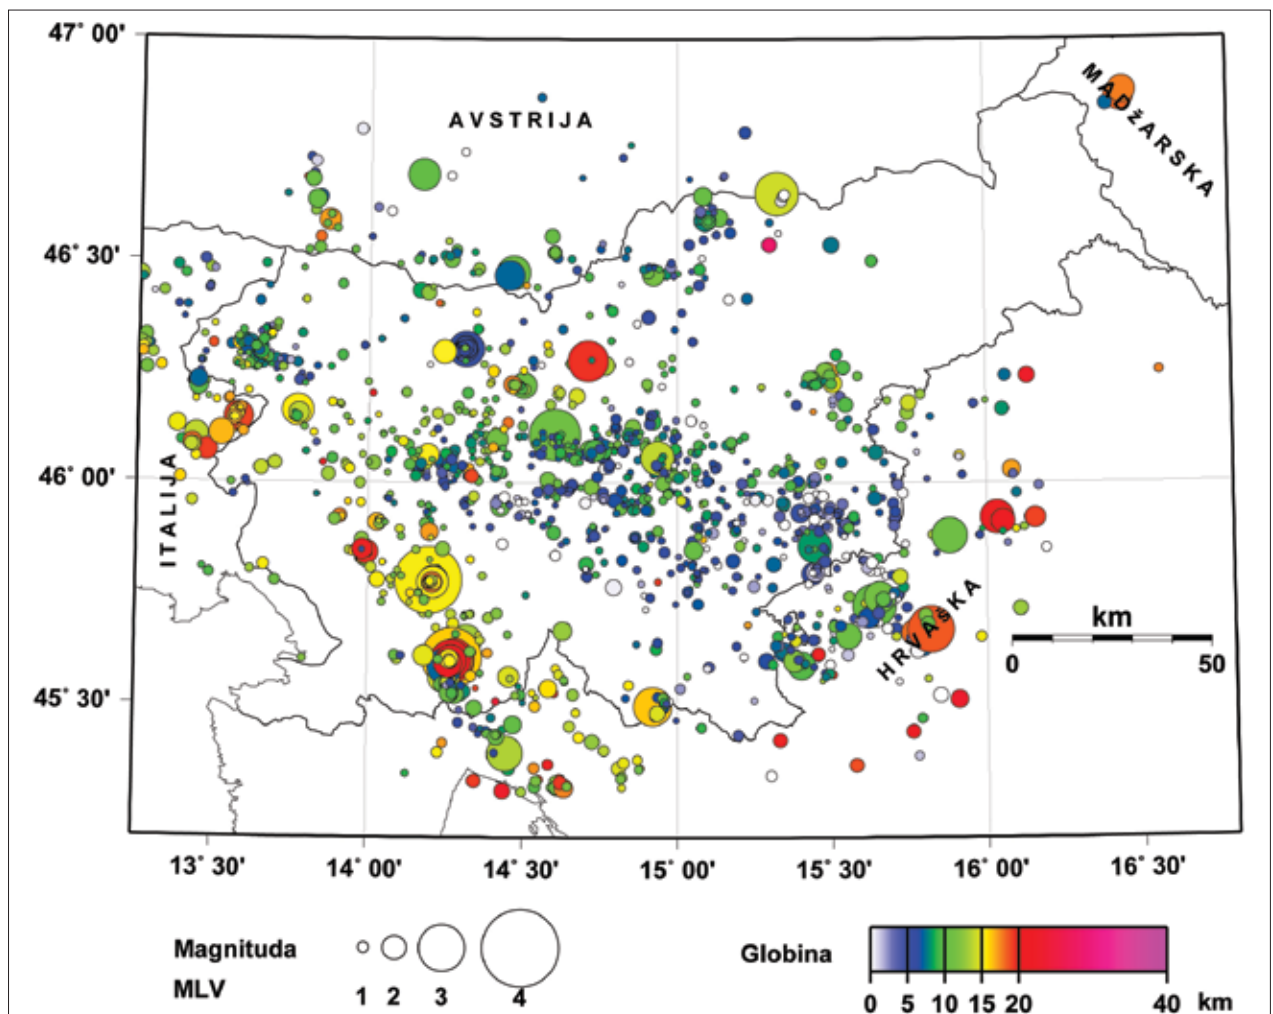 47° 00'
AVSTRIJA
MADžARSKA
46° 30'
46° 00'
ITALIJA
HRVAšKA
km
0 50
45° 30'
13° 30' 14° 00' 14° 30' 15° 00' 15° 30' 16° 00' 16° 30'
Magnituda
MLV 1 2 3 4
Globina
0 5 10 15 20 40 km